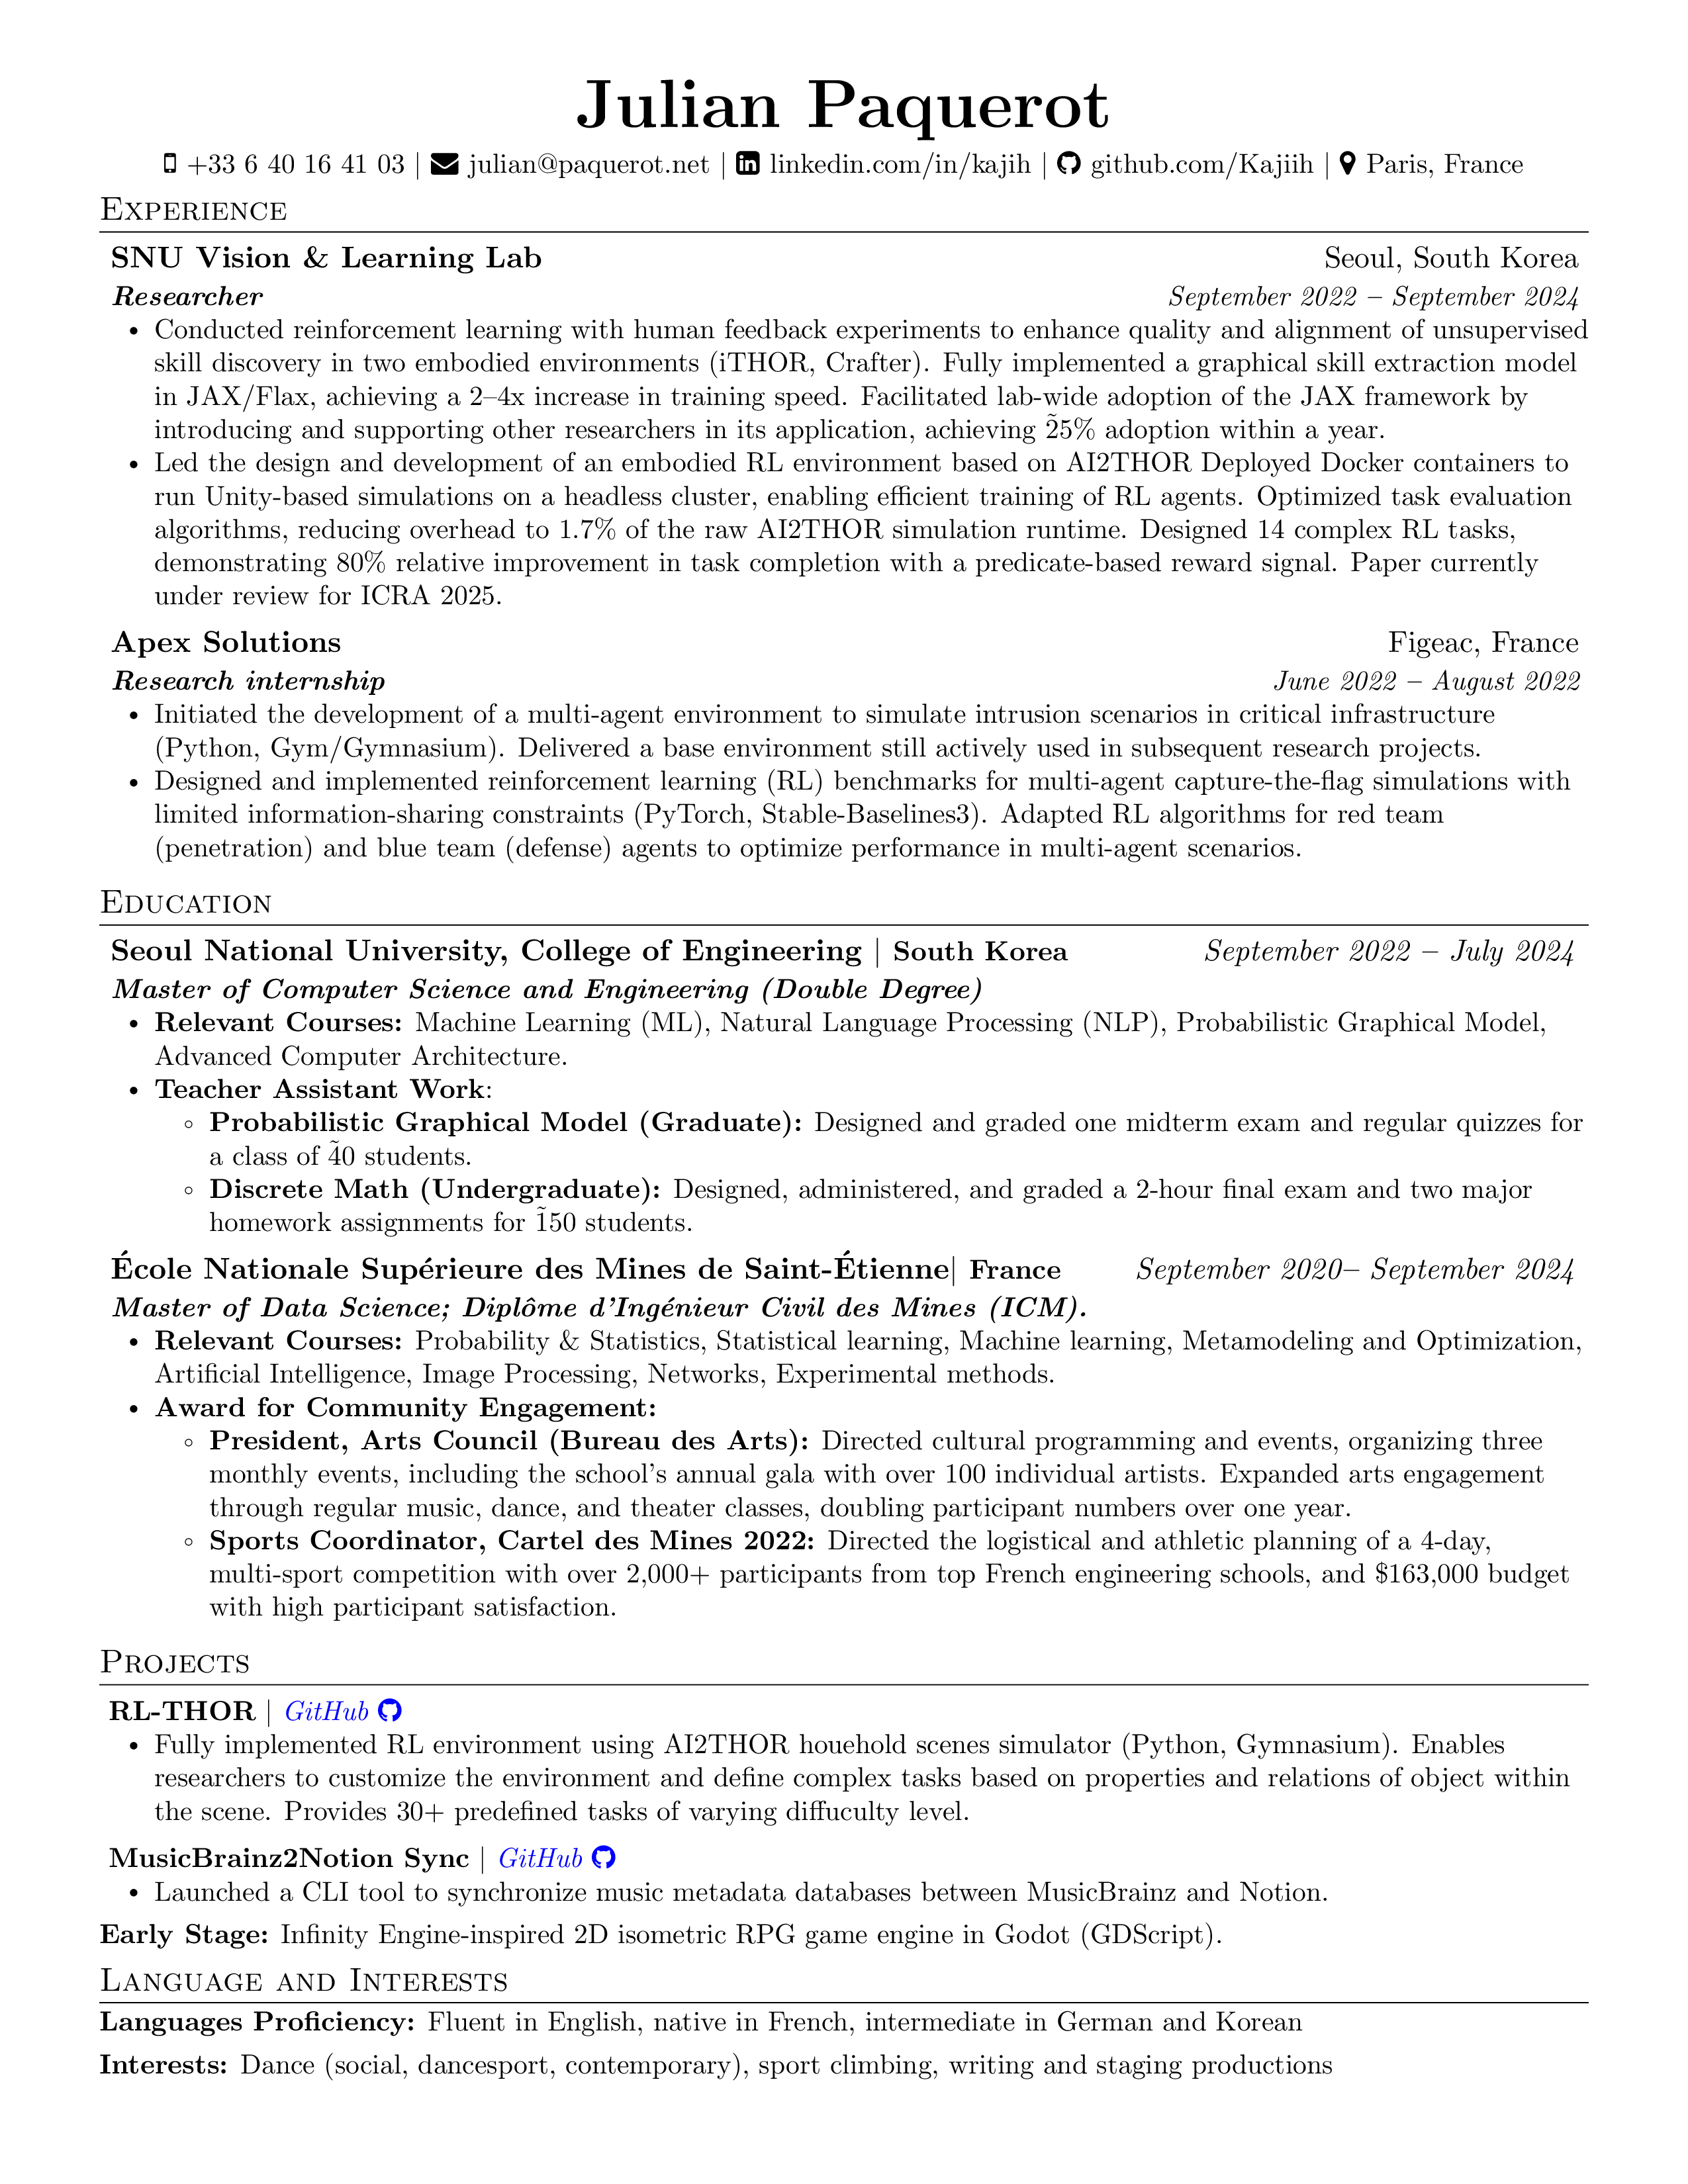 Julian Paquerot
+33 6 40 16 41 03 | julian@paquerot.net | linkedin.com/in/kajih | github.com/Kajiih | Paris, France
Experience
SNU Vision & Learning Lab Seoul, South Korea
Researcher September 2022 – September 2024
• Conducted reinforcement learning with human feedback experiments to enhance quality and alignment of unsupervised
skill discovery in two embodied environments (iTHOR, Crafter). Fully implemented a graphical skill extraction model
in JAX/Flax, achieving a 2–4x increase in training speed. Facilitated lab-wide adoption of the JAX framework by
introducing and supporting other researchers in its application, achieving 2̃5% adoption within a year.
• Led the design and development of an embodied RL environment based on AI2THOR Deployed Docker containers to
run Unity-based simulations on a headless cluster, enabling efficient training of RL agents. Optimized task evaluation
algorithms, reducing overhead to 1.7% of the raw AI2THOR simulation runtime. Designed 14 complex RL tasks,
demonstrating 80% relative improvement in task completion with a predicate-based reward signal. Paper currently
under review for ICRA 2025.
Apex Solutions Figeac, France
Research internship June 2022 – August 2022
• Initiated the development of a multi-agent environment to simulate intrusion scenarios in critical infrastructure
(Python, Gym/Gymnasium). Delivered a base environment still actively used in subsequent research projects.
• Designed and implemented reinforcement learning (RL) benchmarks for multi-agent capture-the-flag simulations with
limited information-sharing constraints (PyTorch, Stable-Baselines3). Adapted RL algorithms for red team
(penetration) and blue team (defense) agents to optimize performance in multi-agent scenarios.
Education
Seoul National University, College of Engineering | South Korea September 2022 – July 2024
Master of Computer Science and Engineering (Double Degree)
• Relevant Courses: Machine Learning (ML), Natural Language Processing (NLP), Probabilistic Graphical Model,
Advanced Computer Architecture.
• Teacher Assistant Work:
◦ Probabilistic Graphical Model (Graduate): Designed and graded one midterm exam and regular quizzes for
a class of 4̃0 students.
◦ Discrete Math (Undergraduate): Designed, administered, and graded a 2-hour final exam and two major
homework assignments for 1̃50 students.
École Nationale Supérieure des Mines de Saint-Étienne| France September 2020– September 2024
Master of Data Science; Diplôme d'Ingénieur Civil des Mines (ICM).
• Relevant Courses: Probability & Statistics, Statistical learning, Machine learning, Metamodeling and Optimization,
Artificial Intelligence, Image Processing, Networks, Experimental methods.
• Award for Community Engagement:
◦ President, Arts Council (Bureau des Arts): Directed cultural programming and events, organizing three
monthly events, including the school's annual gala with over 100 individual artists. Expanded arts engagement
through regular music, dance, and theater classes, doubling participant numbers over one year.
◦ Sports Coordinator, Cartel des Mines 2022: Directed the logistical and athletic planning of a 4-day,
multi-sport competition with over 2,000+ participants from top French engineering schools, and $163,000 budget
with high participant satisfaction.
Projects
RL-THOR | GitHub
• Fully implemented RL environment using AI2THOR houehold scenes simulator (Python, Gymnasium). Enables
researchers to customize the environment and define complex tasks based on properties and relations of object within
the scene. Provides 30+ predefined tasks of varying diffuculty level.
MusicBrainz2Notion Sync | GitHub
• Launched a CLI tool to synchronize music metadata databases between MusicBrainz and Notion.
Early Stage: Infinity Engine-inspired 2D isometric RPG game engine in Godot (GDScript).
Language and Interests
Languages Proficiency: Fluent in English, native in French, intermediate in German and Korean
Interests: Dance (social, dancesport, contemporary), sport climbing, writing and staging productions